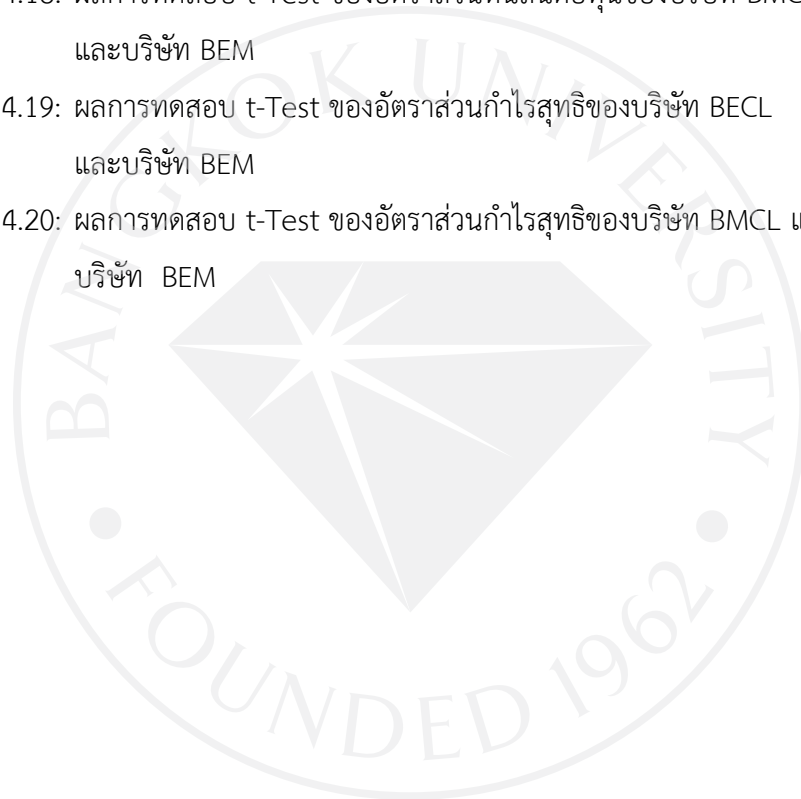 และบริษัท BEM
4.19: ผลการทดสอบ t-Test ของอัตราส่วนกำไรสุทธิของบริษัท BECL
และบริษัท BEM
4.20: ผลการทดสอบ t-Test ของอัตราส่วนกำไรสุทธิของบริษัท BMCL
บริษัท BEM
BANGKOK UNIVERSITY
FOUNDED 1962